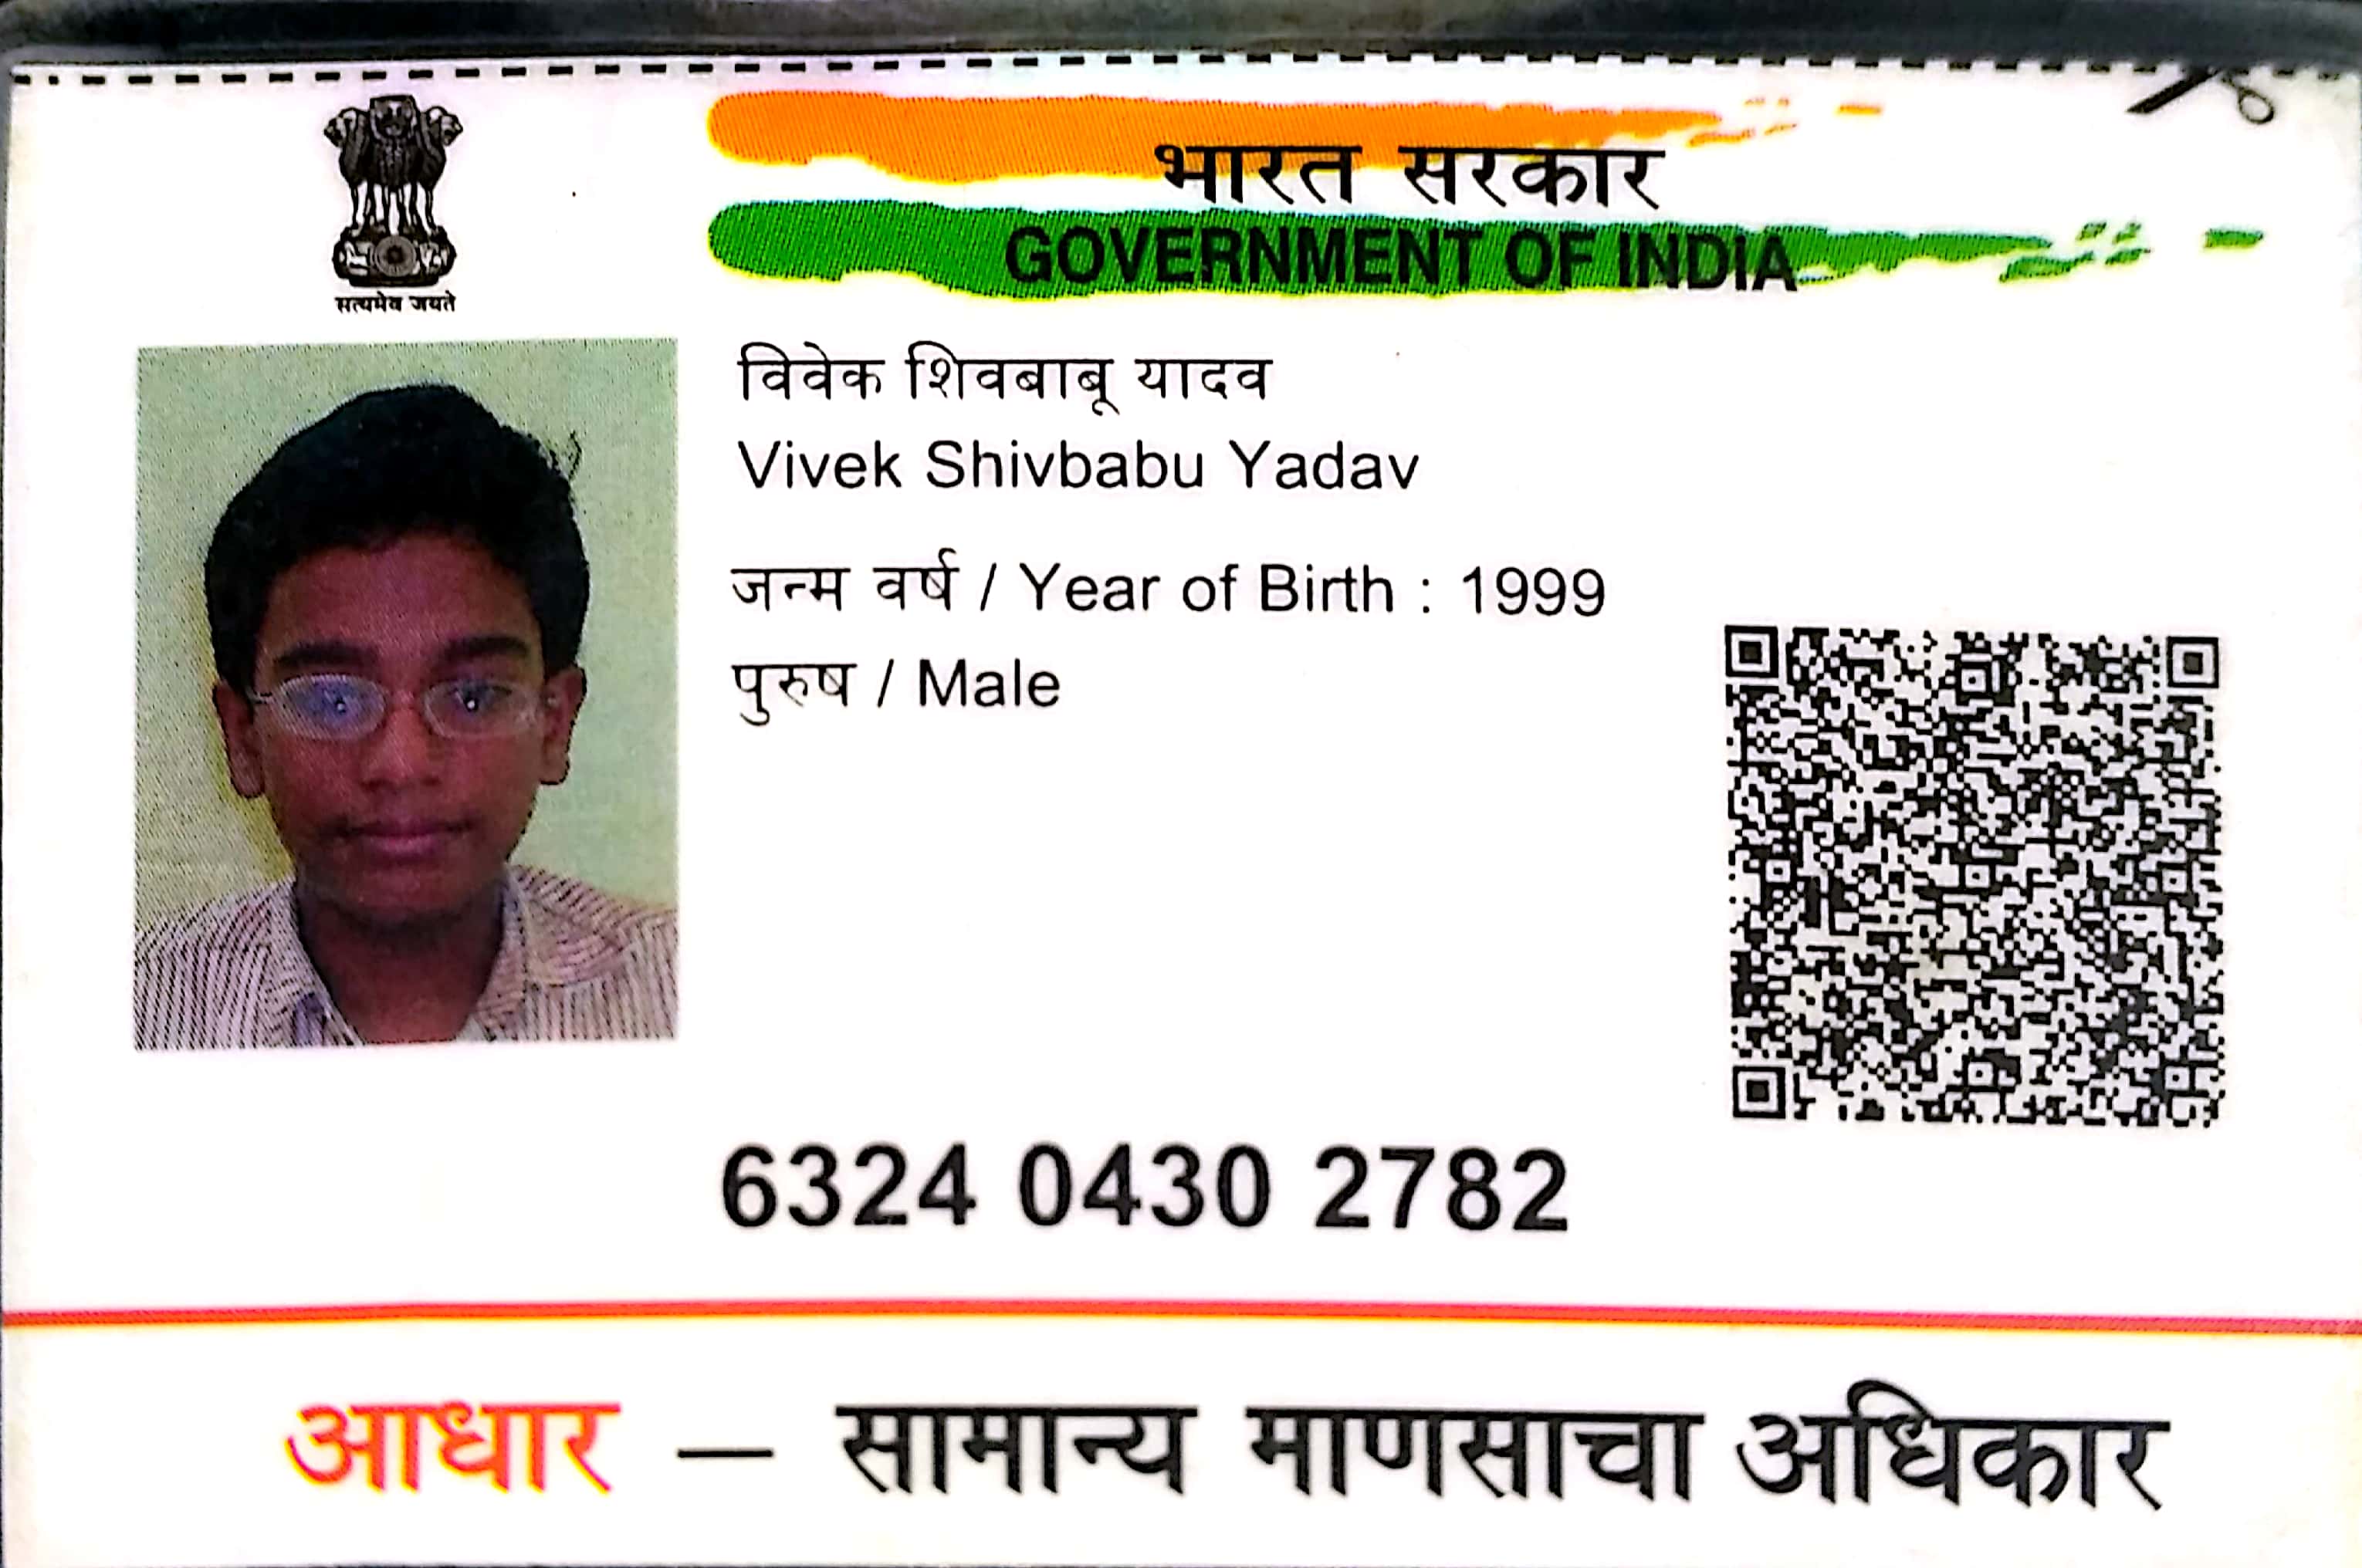 सत्यमेव जयते
भारत सरकार
GOVERNMENT OF INDIA
विवेक शिवबाबू यादव
Vivek Shivbabu Yadav
जन्म वर्ष / Year of Birth : 1999
पुरुष / Male
6324 0430 2782
आधार — सामान्य माणसाचा अधिकार